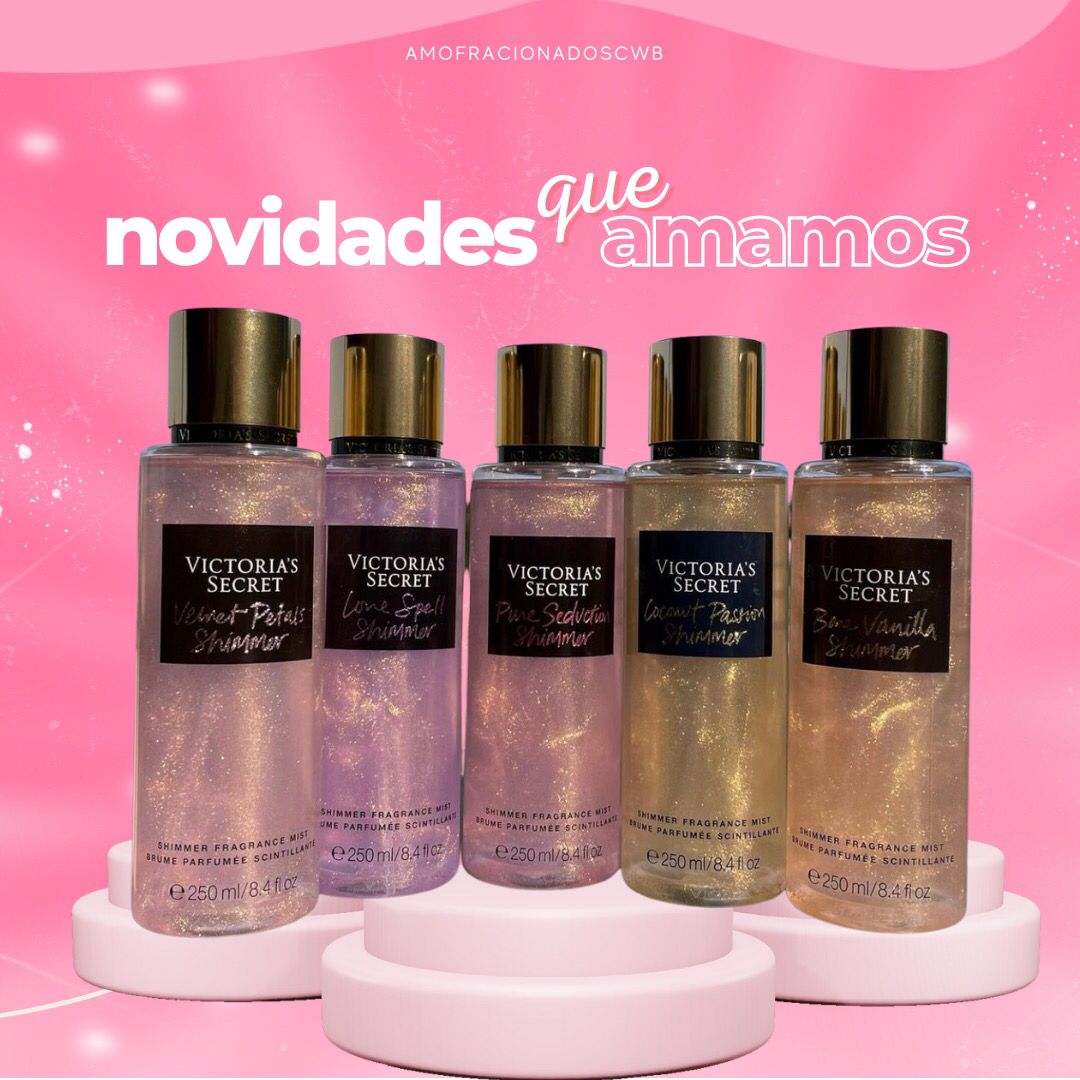 AMOFRACIONADOSCWB
novidades que amamos
VICTORIA'S
SECRET
Velvet Petals
Shimmer
SHIMMER FRAGRANCE MIST
BRUME PARFUMÉE SCINTILLANTE
e 250 ml/8.4 fl oz
VICTORIA'S
SECRET
Love Spell
Shimmer
SHIMMER FRAGRANCE MIST
UME PARFUMÉE SCINTILLANTE
e 250 ml/8.4 fl oz
VICTORIA'S
SECRET
Pure Seduction
Shimmer
SHIMMER FRAGRANCE MIST
BRUME PARFUMÉE SCINTILLANTE
e 250 ml/8.4 fl oz
VICTORIA'S
SECRET
Coconut Passion
Shimmer
SHIMMER FRAGRANCE MIST
BRUME PARFUMÉE SCINTILLANTE
e 250 ml/8.4 fl oz
VICTORIA'S
SECRET
Bare Vanilla
Shimmer
SHIMMER FRAGRANCE MIST
BRUME PARFUMÉE SCINTILLANTE
e 250 ml/8.4 fl oz